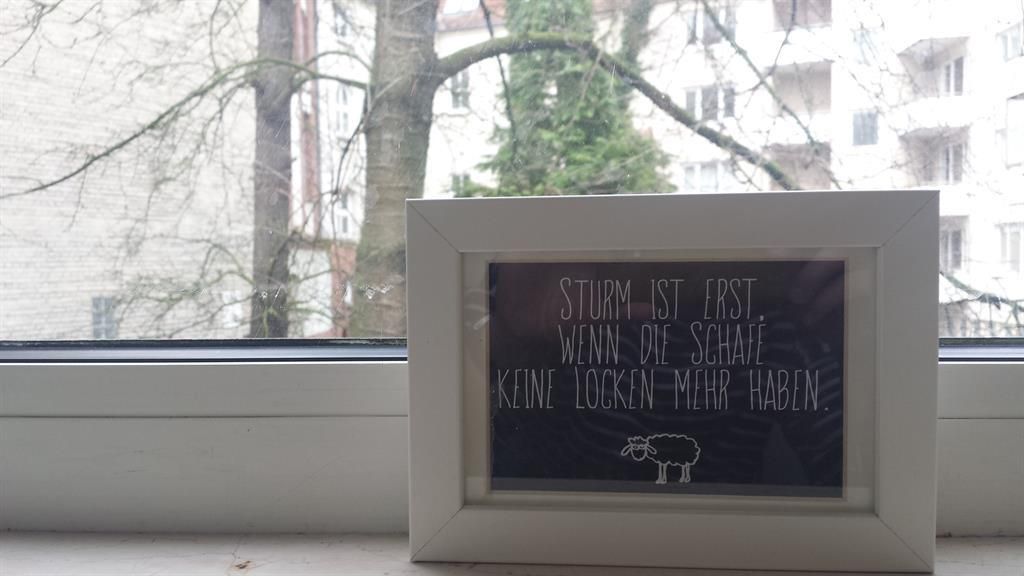 STURM IST ERST,
WENN DIE SCHAFE
KEINE LOCKEN MEHR HABEN.